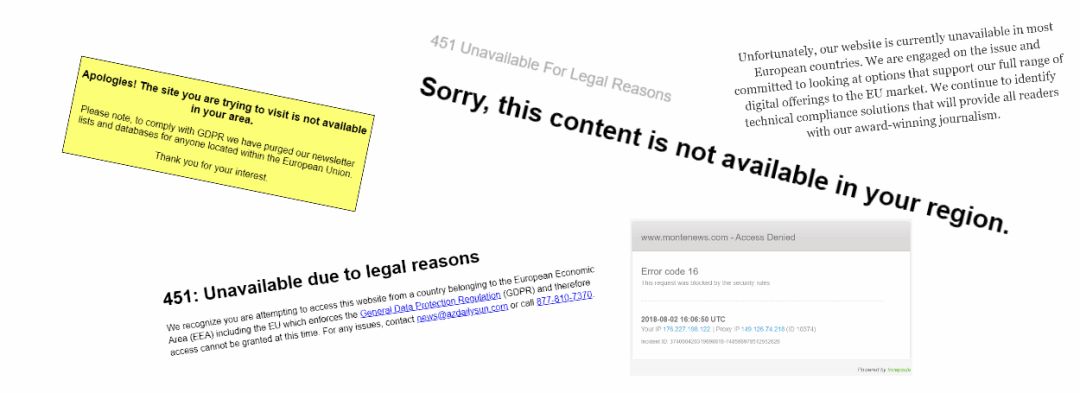 Apologies! The site you are trying to visit is not available
in your area.
Please note, to comply with GDPR we have purged our newsletter
lists and databases for anyone located within the European Union.
Thank you for your interest.
451 Unavailable For Legal Reasons
Sorry, this content is not available in your region.
Unfortunately, our website is currently unavailable in most
European countries. We are engaged on the issue and
committed to looking at options that support our full range of
digital offerings to the EU market. We continue to identify
technical compliance solutions that will provide all readers
with our award-winning journalism.
451: Unavailable due to legal reasons
We recognize you are attempting to access this website from a country belonging to the European Economic
Area (EEA) including the EU which enforces the General Data Protection Regulation (GDPR) and therefore
access cannot be granted at this time. For any issues, contact news@azdailysun.com or call 877-810-7370.
www.montenews.com - Access Denied
Error code 16
This request was blocked by the security rules
2018-08-02 16:06:50 UTC
Your IP | Proxy IP (ID 10374)
Incident ID:
Powered by Incapsula